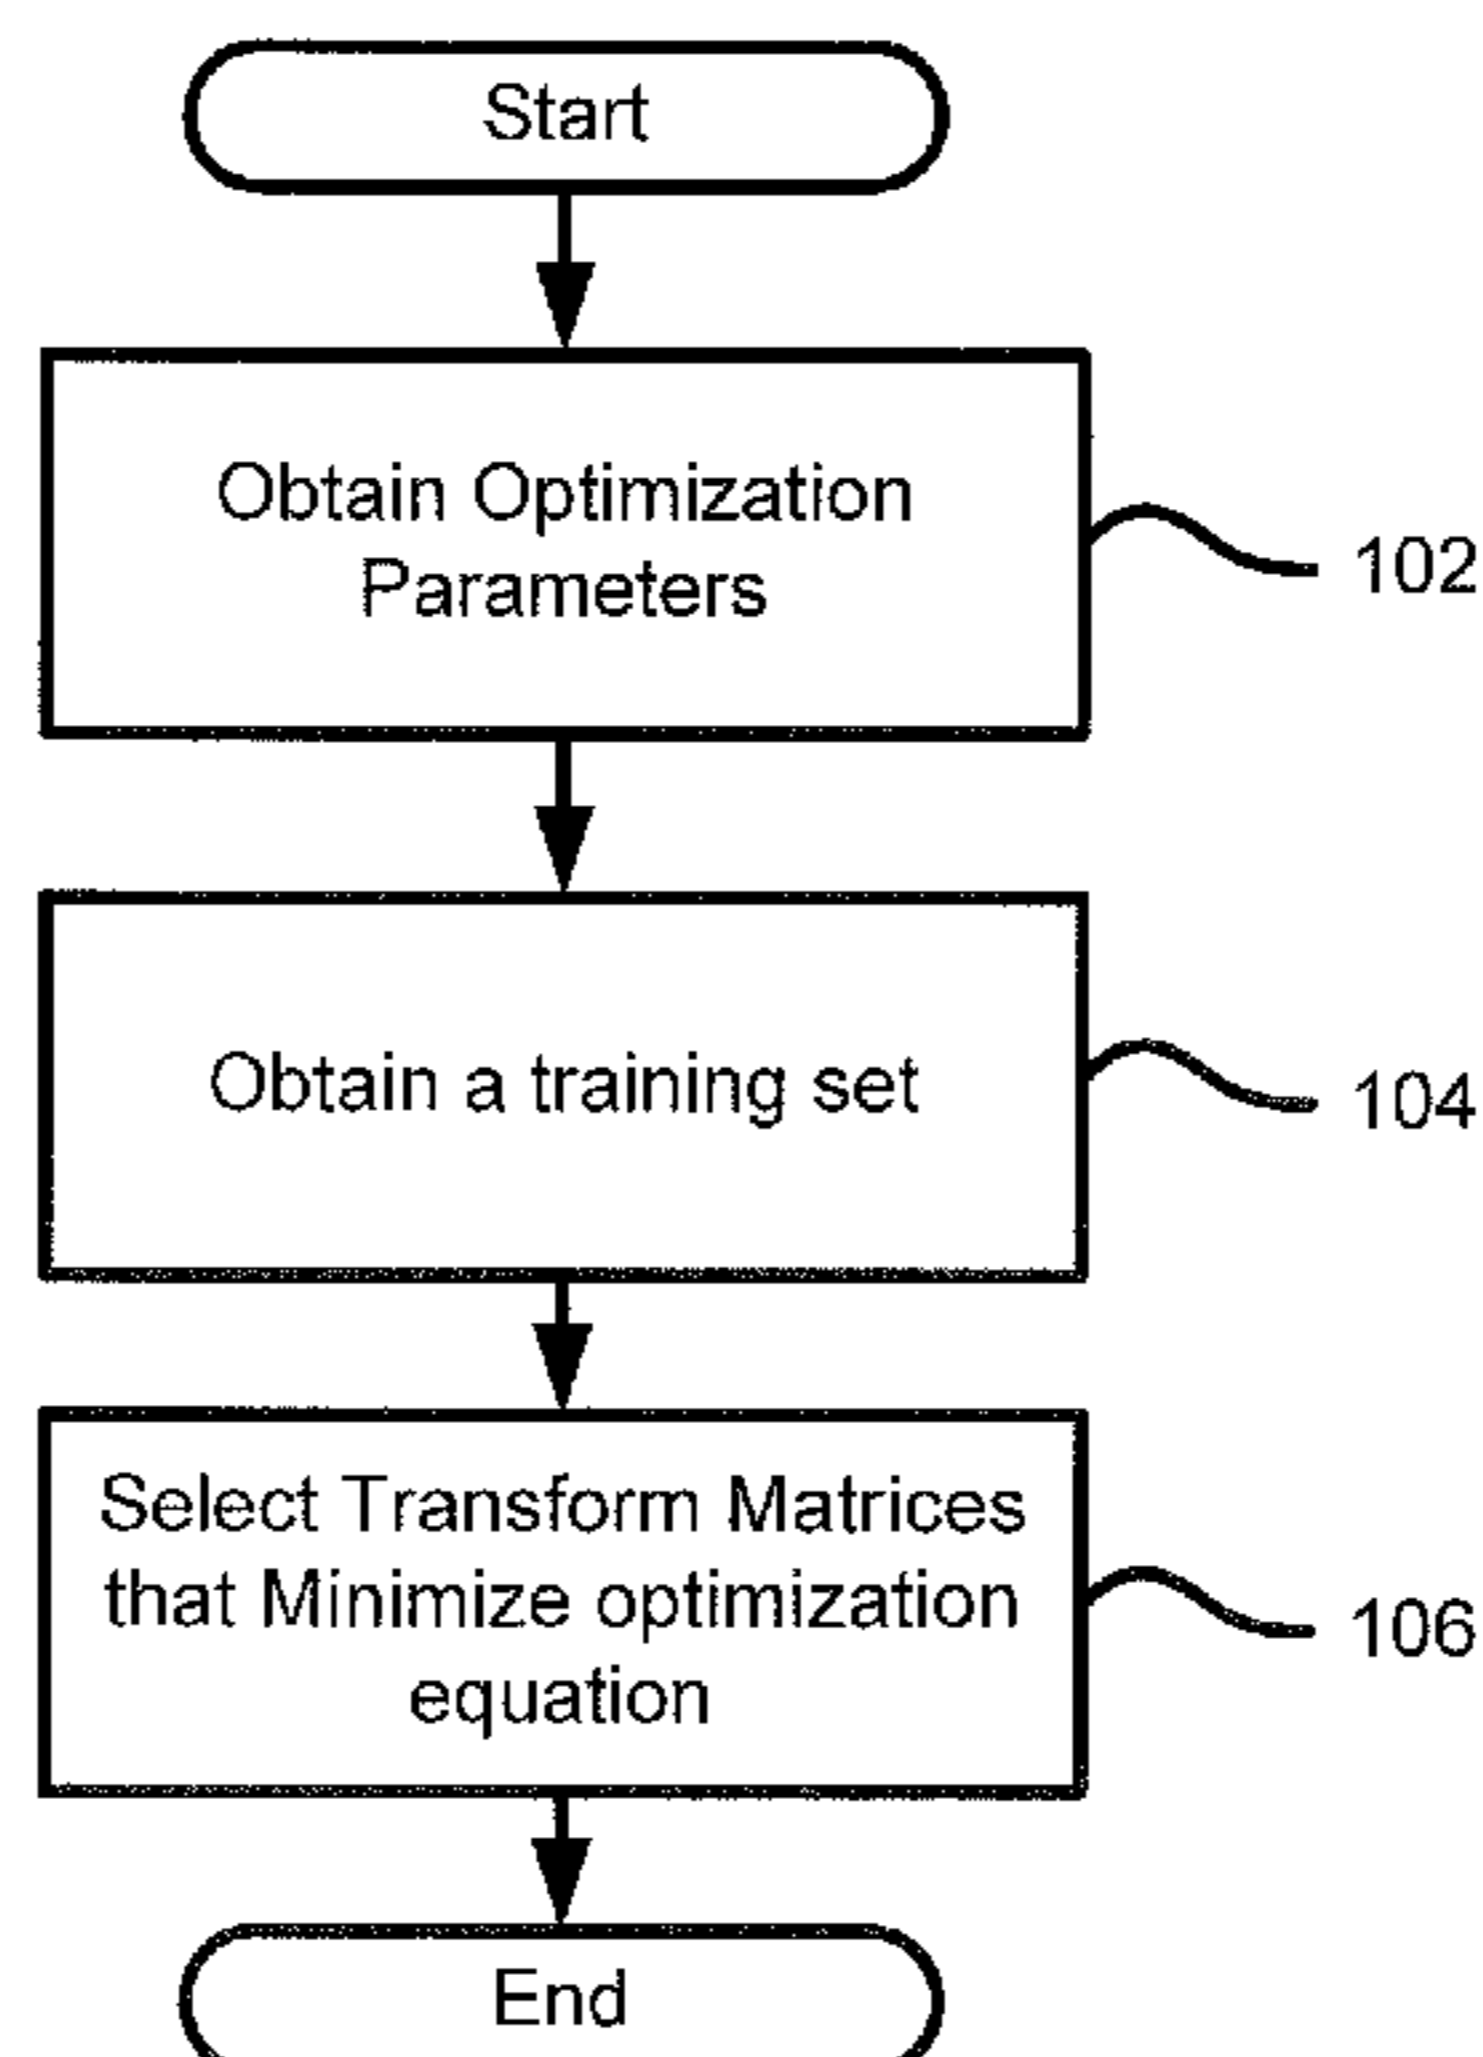 Start
Obtain Optimization
Parameters
102
Obtain a training set
104
Select Transform Matrices
that Minimize optimization
equation
106
End